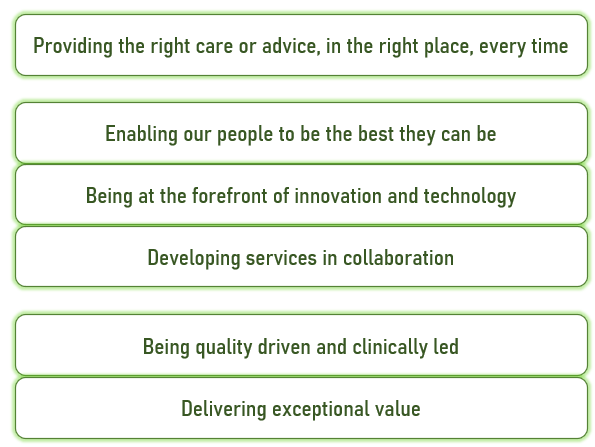 Providing the right care or advice, in the right place, every time
Enabling our people to be the best they can be
Being at the forefront of innovation and technology
Developing services in collaboration
Being quality driven and clinically led
Delivering exceptional value